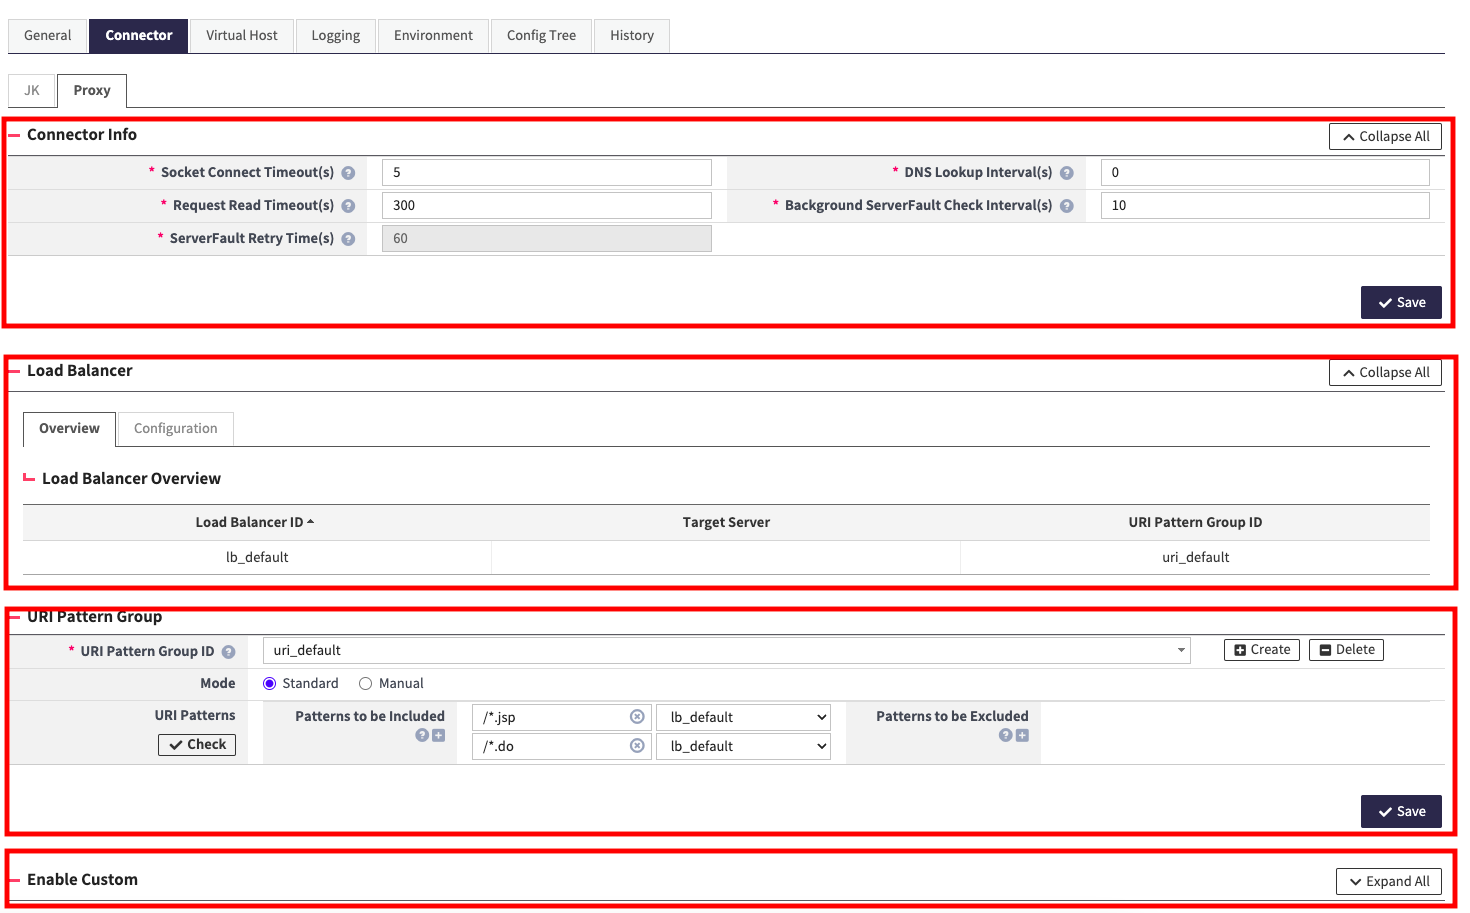 General Connector Virtual Host Logging Environment Config Tree History
JK Proxy
Connector Info Collapse All
* Socket Connect Timeout(s) ? 5 * DNS Lookup Interval(s) ? 0
* Request Read Timeout(s) ? 300 * Background ServerFault Check Interval(s) ? 10
* ServerFault Retry Time(s) ? 60
Save
Load Balancer Collapse All
Overview Configuration
Load Balancer Overview
Load Balancer ID Target Server URI Pattern Group ID
lb_default uri_default
URI Pattern Group
* URI Pattern Group ID ? uri_default Create Delete
Mode Standard Manual
URI Patterns Patterns to be Included /*.jsp lb_default Patterns to be Excluded
Check ? /*.do lb_default ?
Save
Enable Custom Expand All